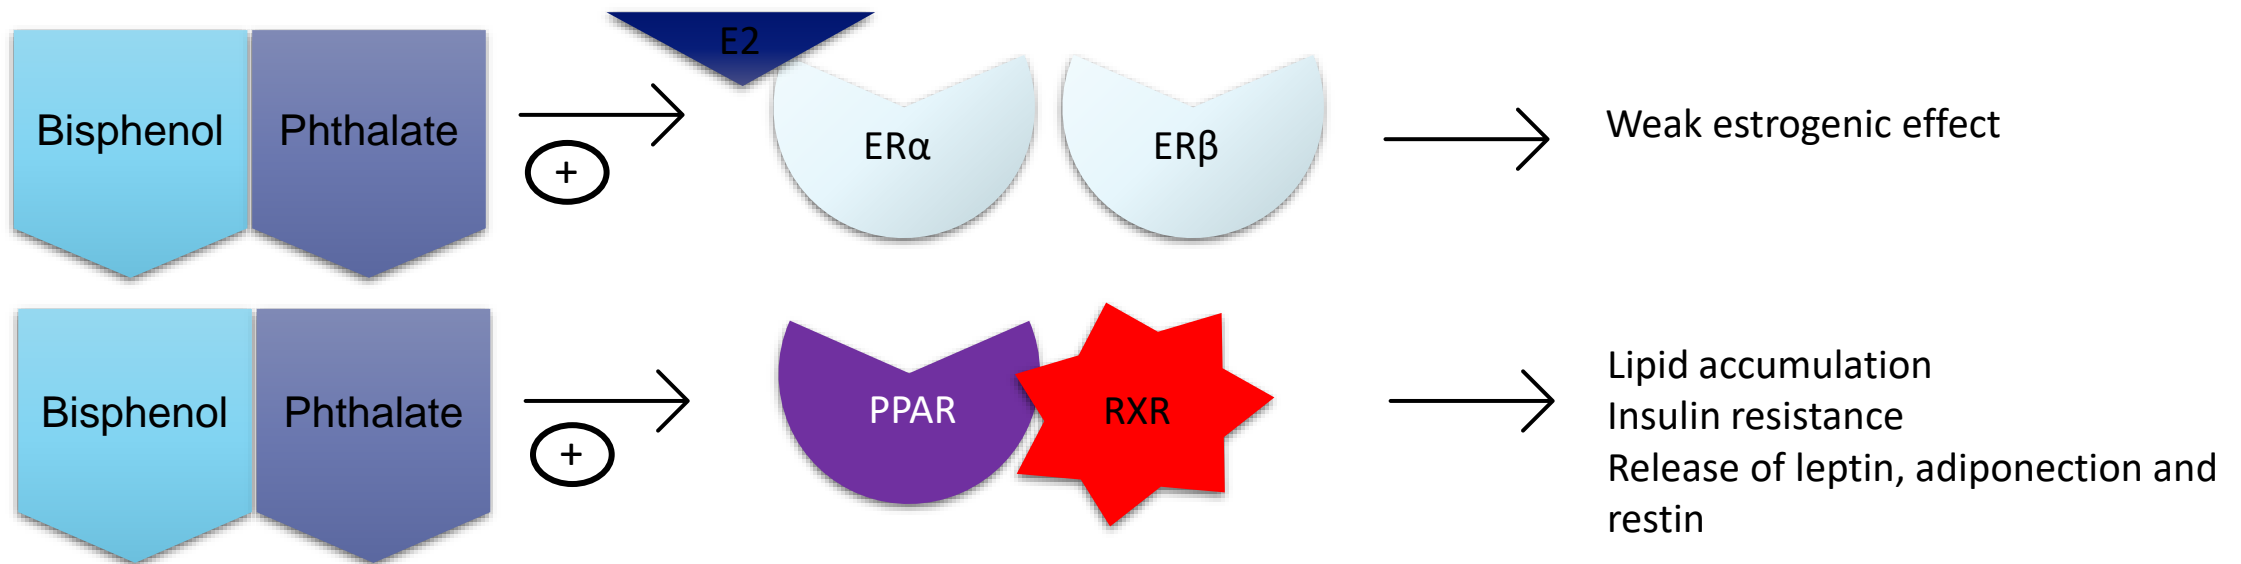 E2
Bisphenol Phthalate
+
ERα ERβ
Weak estrogenic effect
Bisphenol Phthalate
+
PPAR RXR
Lipid accumulation
Insulin resistance
Release of leptin, adiponection and
restin